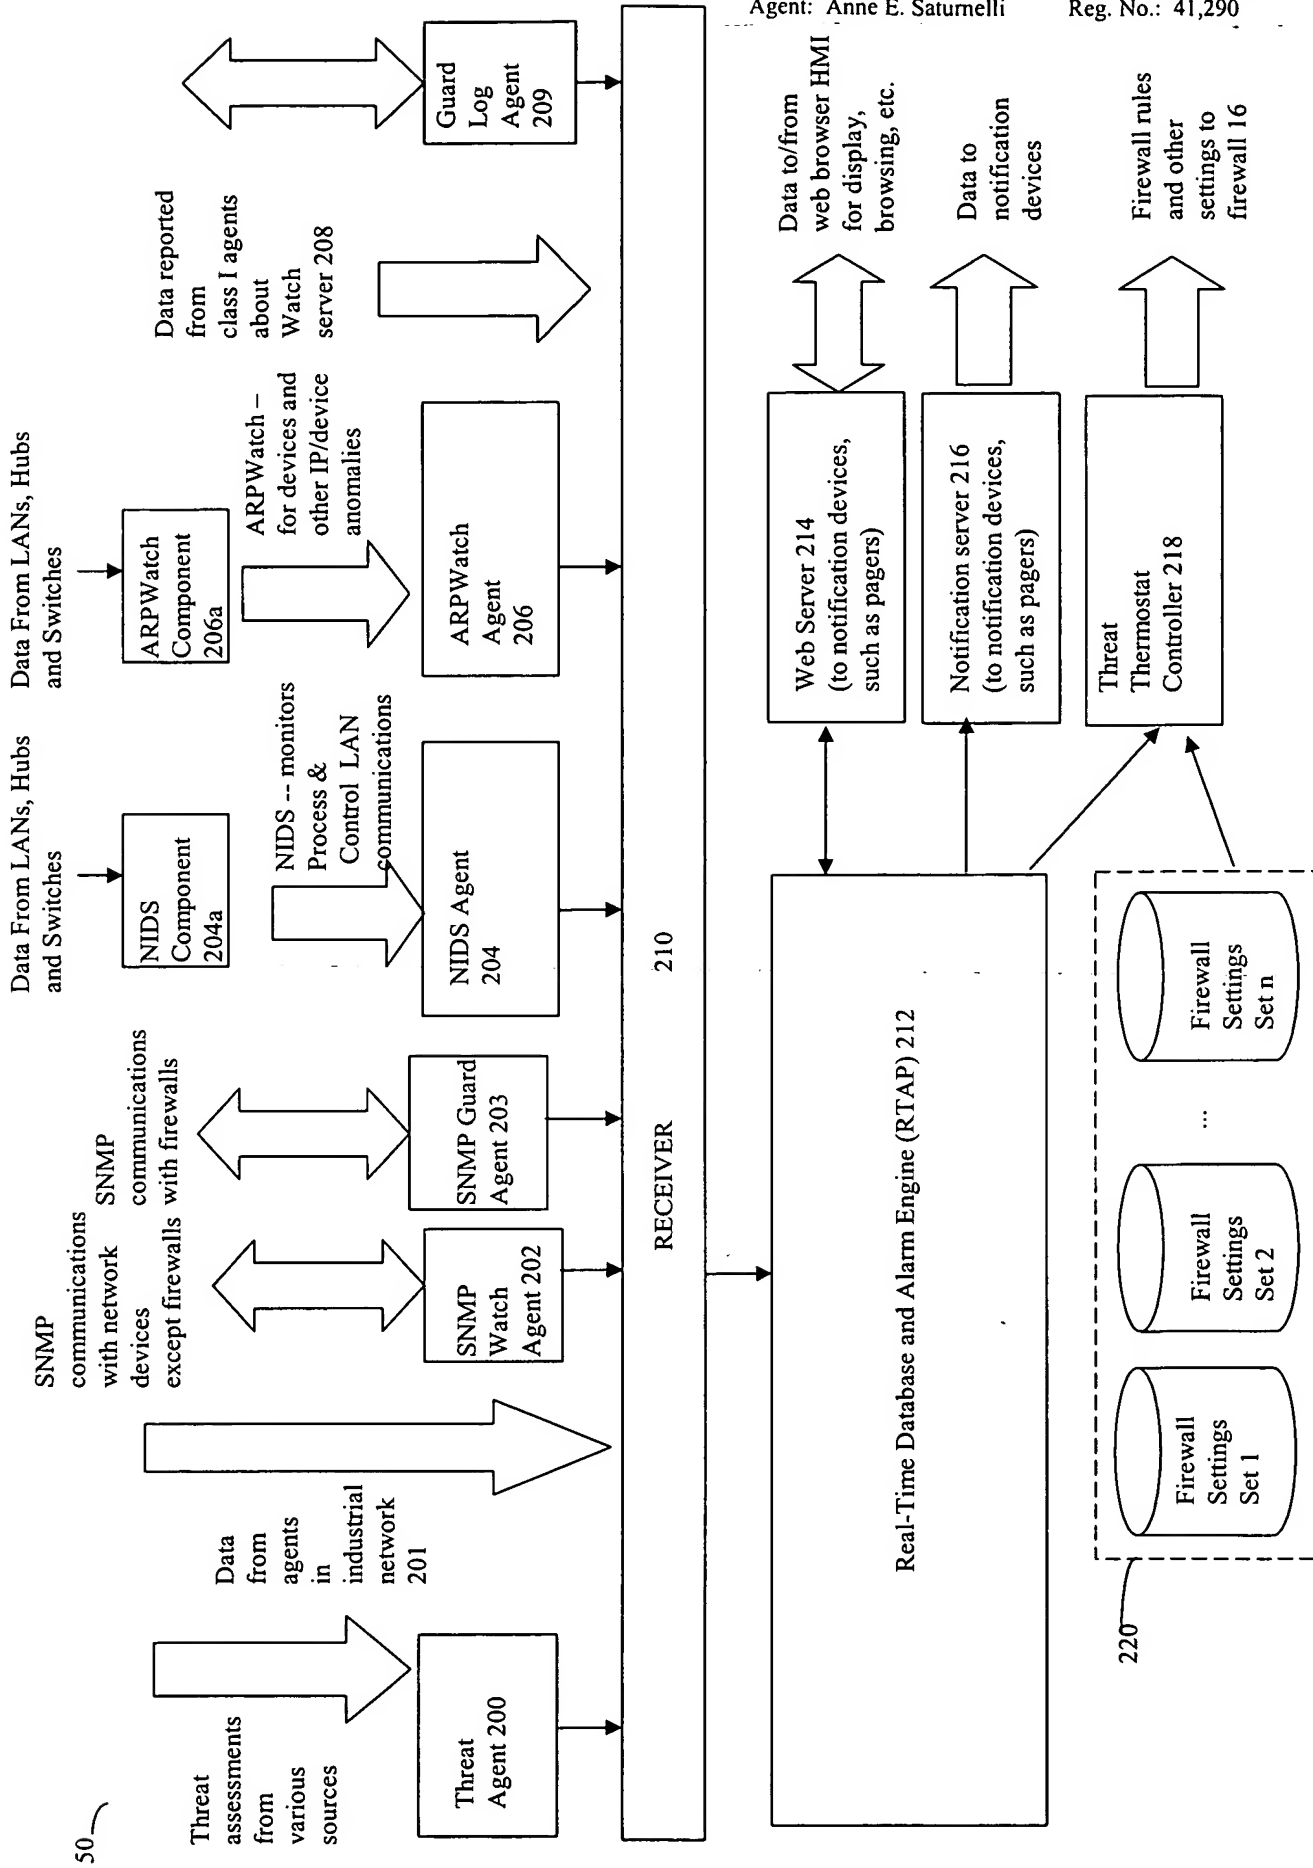 Agent: Anne E. Saturnelli Reg. No.: 41,290
50
Threat
assessments
from
various
sources
Data
from
agents
in
industrial
network
201
SNMP
communications
with network
devices
except firewalls
SNMP
communications
with firewalls
Data From LANs, Hubs
and Switches
Data From LANs, Hubs
and Switches
NIDS
Component
204a
ARPWatch
Component
206a
NIDS -- monitors
Process &
Control LAN
communications
ARPWatch –
for devices and
other IP/device
anomalies
Data reported
from
class I agents
about
Watch
server 208
Threat
Agent 200
SNMP
Watch
Agent 202
SNMP Guard
Agent 203
NIDS Agent
204
ARPWatch
Agent
206
Guard
Log
Agent
209
RECEIVER 210
Real-Time Database and Alarm Engine (RTAP) 212
Web Server 214
(to notification devices,
such as pagers)
Data to/from
web browser HMI
for display,
browsing, etc.
Notification server 216
(to notification devices,
such as pagers)
Data to
notification
devices
Threat
Thermostat
Controller 218
Firewall rules
and other
settings to
firewall 16
220
Firewall
Settings
Set 1
Firewall
Settings
Set 2
...
Firewall
Settings
Set n